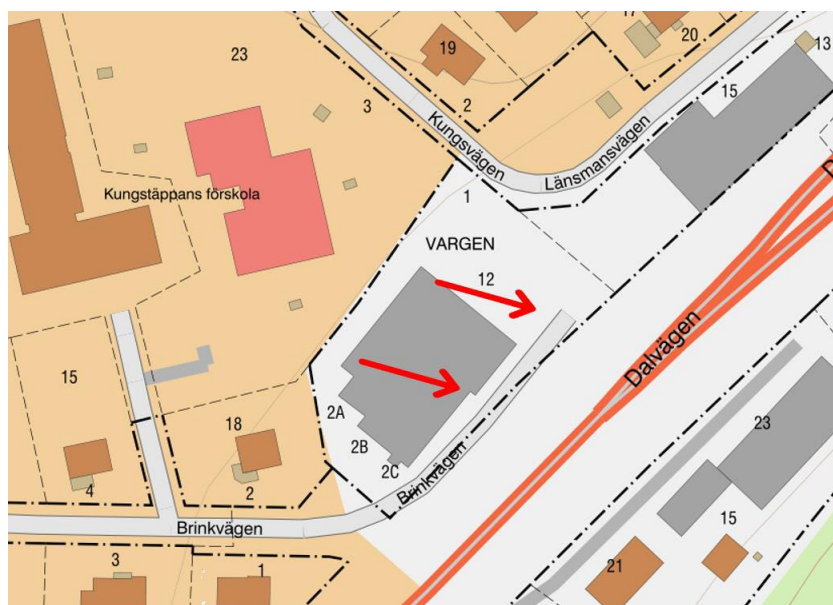 17
13
19
20
23
15
3
2
Kungsvägen
Länsmansvägen
Kungstäppans förskola
1
VARGEN
12
Dalvägen
15
2A
18
23
2B
2C
4
2
Brinkvägen
Brinkvägen
15
3
1
21